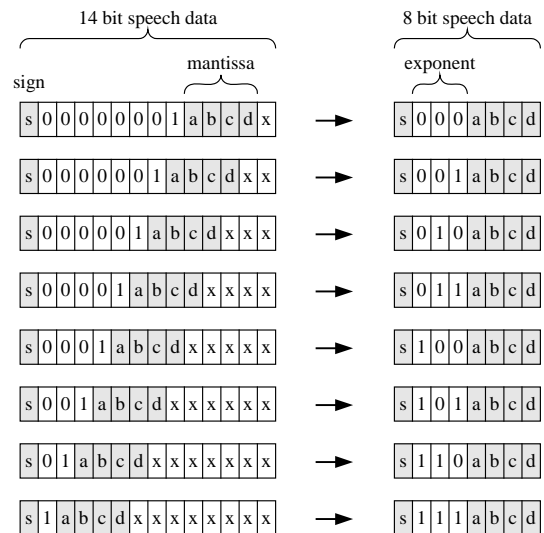 14 bit speech data 8 bit speech data
mantissa exponent
sign
s 0 0 0 0 0 0 0 1 a b c d x s 0 0 0 a b c d
s 0 0 0 0 0 0 1 a b c d x x s 0 0 1 a b c d
s 0 0 0 0 0 1 a b c d x x x s 0 1 0 a b c d
s 0 0 0 0 1 a b c d x x x x s 0 1 1 a b c d
s 0 0 0 1 a b c d x x x x x s 1 0 0 a b c d
s 0 0 1 a b c d x x x x x x s 1 0 1 a b c d
s 0 1 a b c d x x x x x x x s 1 1 0 a b c d
s 1 a b c d x x x x x x x x s 1 1 1 a b c d